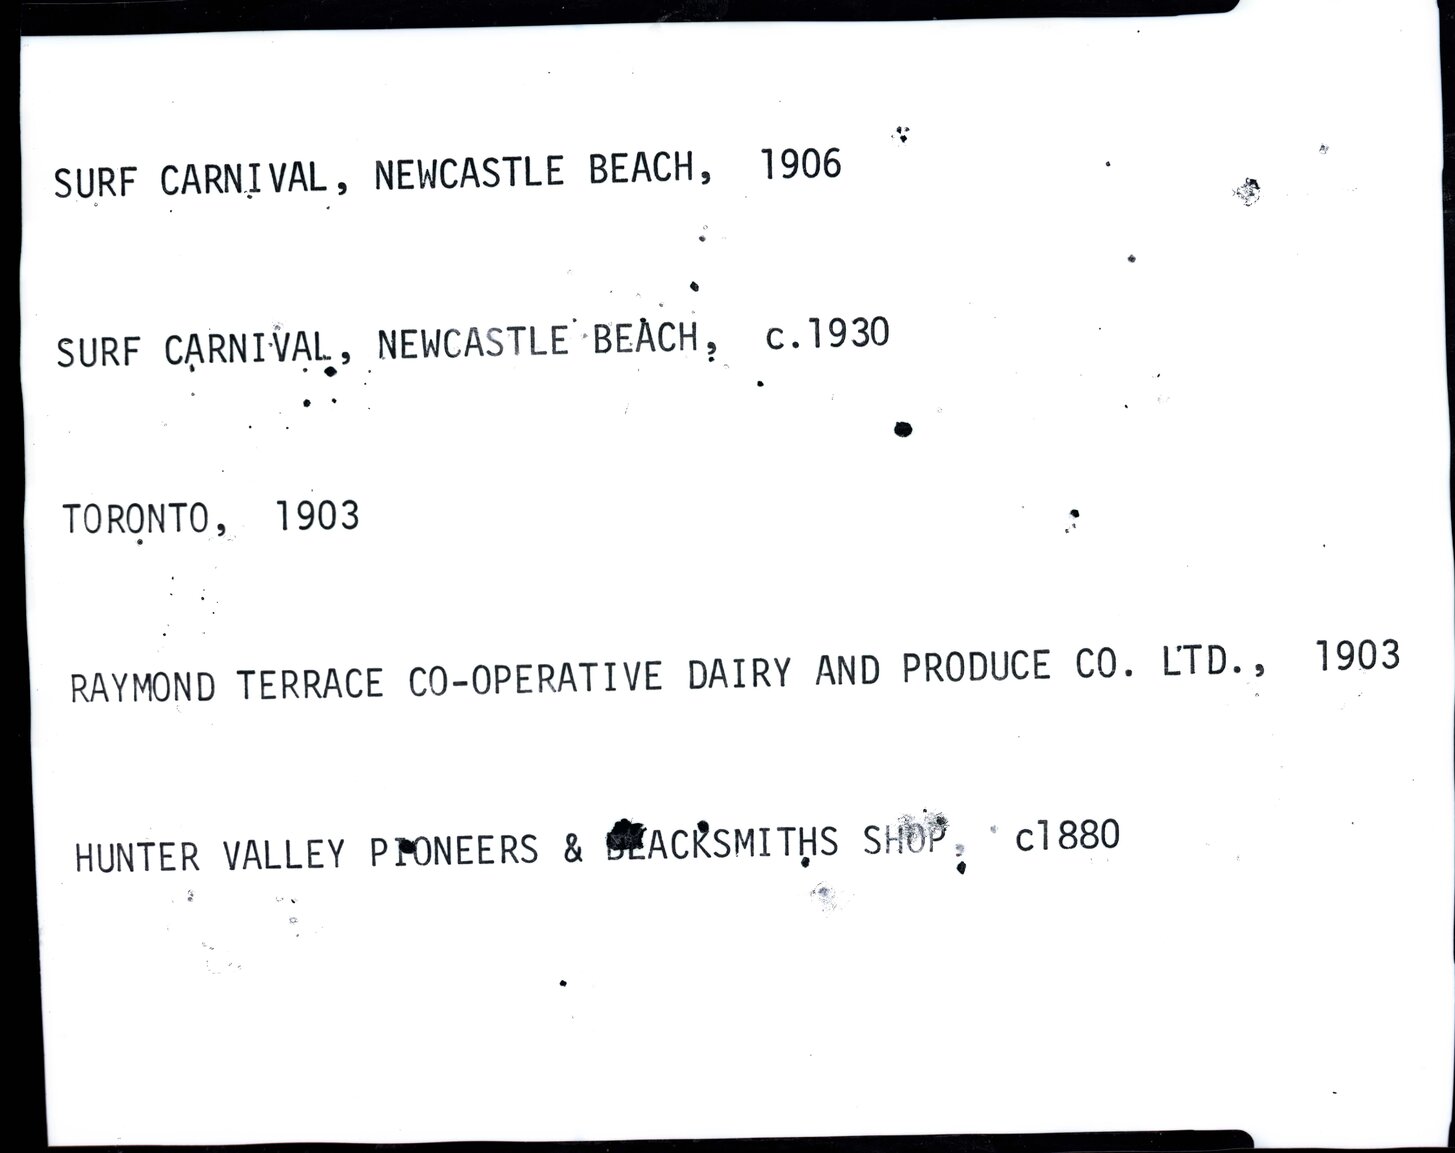 SURF CARNIVAL, NEWCASTLE BEACH, 1906
SURF CARNIVAL, NEWCASTLE BEACH, c.1930
TORONTO, 1903
RAYMOND TERRACE CO-OPERATIVE DAIRY AND PRODUCE CO. LTD., 1903
HUNTER VALLEY PIONEERS & BLACKSMITHS SHOP, c1880